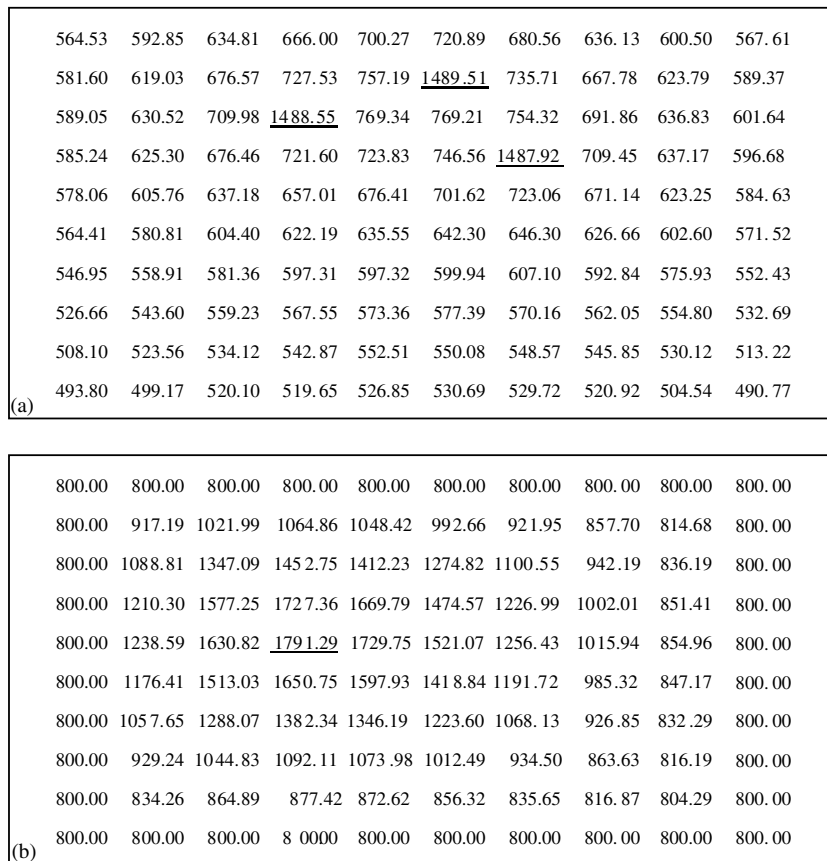 564.53 592.85 634.81 666.00 700.27 720.89 680.56 636.13 600.50 567.61
581.60 619.03 676.57 727.53 757.19 1489.51 735.71 667.78 623.79 589.37
589.05 630.52 709.98 1488.55 769.34 769.21 754.32 691.86 636.83 601.64
585.24 625.30 676.46 721.60 723.83 746.56 1487.92 709.45 637.17 596.68
578.06 605.76 637.18 657.01 676.41 701.62 723.06 671.14 623.25 584.63
564.41 580.81 604.40 622.19 635.55 642.30 646.30 626.66 602.60 571.52
546.95 558.91 581.36 597.31 597.32 599.94 607.10 592.84 575.93 552.43
526.66 543.60 559.23 567.55 573.36 577.39 570.16 562.05 554.80 532.69
508.10 523.56 534.12 542.87 552.51 550.08 548.57 545.85 530.12 513.22
493.80 499.17 520.10 519.65 526.85 530.69 529.72 520.92 504.54 490.77
(a)
800.00 800.00 800.00 800.00 800.00 800.00 800.00 800.00 800.00 800.00
800.00 917.19 1021.99 1064.86 1048.42 992.66 921.95 857.70 814.68 800.00
800.00 1088.81 1347.09 1452.75 1412.23 1274.82 1100.55 942.19 836.19 800.00
800.00 1210.30 1577.25 1727.36 1669.79 1474.57 1226.99 1002.01 851.41 800.00
800.00 1238.59 1630.82 1791.29 1729.75 1521.07 1256.43 1015.94 854.96 800.00
800.00 1176.41 1513.03 1650.75 1597.93 1418.84 1191.72 985.32 847.17 800.00
800.00 1057.65 1288.07 1382.34 1346.19 1223.60 1068.13 926.85 832.29 800.00
800.00 929.24 1044.83 1092.11 1073.98 1012.49 934.50 863.63 816.19 800.00
800.00 834.26 864.89 877.42 872.62 856.32 835.65 816.87 804.29 800.00
800.00 800.00 800.00 800.00 800.00 800.00 800.00 800.00 800.00 800.00
(b)